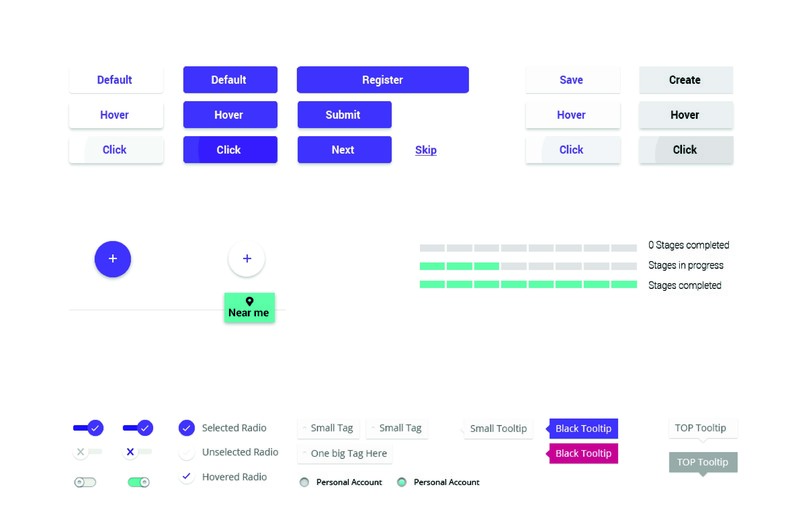 Default Default Register Save Create
Hover Hover Submit Hover Hover
Click Click Next Skip Click Click
0 Stages completed
Stages in progress
Stages completed
Near me
Selected Radio Small Tag Small Tag Small Tooltip Black Tooltip TOP Tooltip
Unselected Radio One big Tag Here Black Tooltip TOP Tooltip
Hovered Radio Personal Account Personal Account